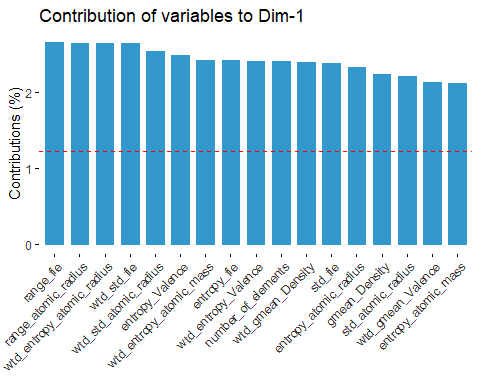 Contribution of variables to Dim-1
Contributions (%)
2
1
0
range_fie
range_atomic_radius
wtd_entropy_atomic_radius
wtd_std_fie
wtd_std_atomic_radius
entropy_Valence
wtd_entropy_atomic_mass
entropy_fie
wtd_entropy_Valence
number_of_elements
wtd_gmean_Density
std_fie
entropy_atomic_radius
gmean_Density
std_atomic_radius
wtd_gmean_Valence
entropy_atomic_mass